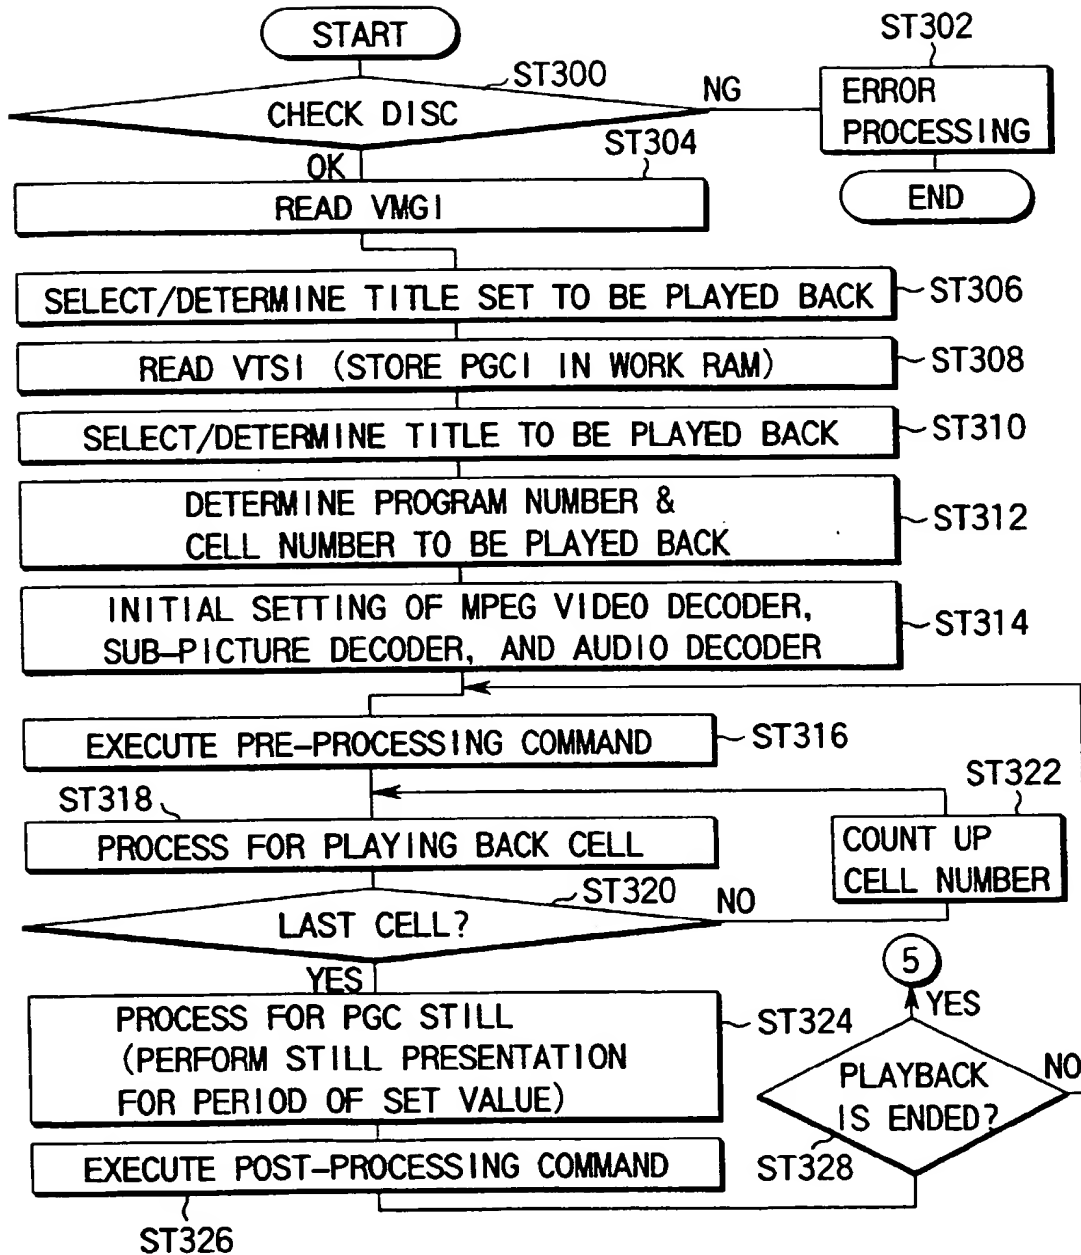 START
ST300
CHECK DISC
NG
ST302
ERROR
PROCESSING
END
OK
ST304
READ VMGI
SELECT/DETERMINE TITLE SET TO BE PLAYED BACK
ST306
READ VTSI (STORE PGCI IN WORK RAM)
ST308
SELECT/DETERMINE TITLE TO BE PLAYED BACK
ST310
DETERMINE PROGRAM NUMBER &
CELL NUMBER TO BE PLAYED BACK
ST312
INITIAL SETTING OF MPEG VIDEO DECODER,
SUB-PICTURE DECODER, AND AUDIO DECODER
ST314
EXECUTE PRE-PROCESSING COMMAND
ST316
ST318
PROCESS FOR PLAYING BACK CELL
ST322
COUNT UP
CELL NUMBER
ST320
LAST CELL?
NO
YES
PROCESS FOR PGC STILL
(PERFORM STILL PRESENTATION
FOR PERIOD OF SET VALUE)
ST324
EXECUTE POST-PROCESSING COMMAND
ST326
5
YES
PLAYBACK
IS ENDED?
NO
ST328